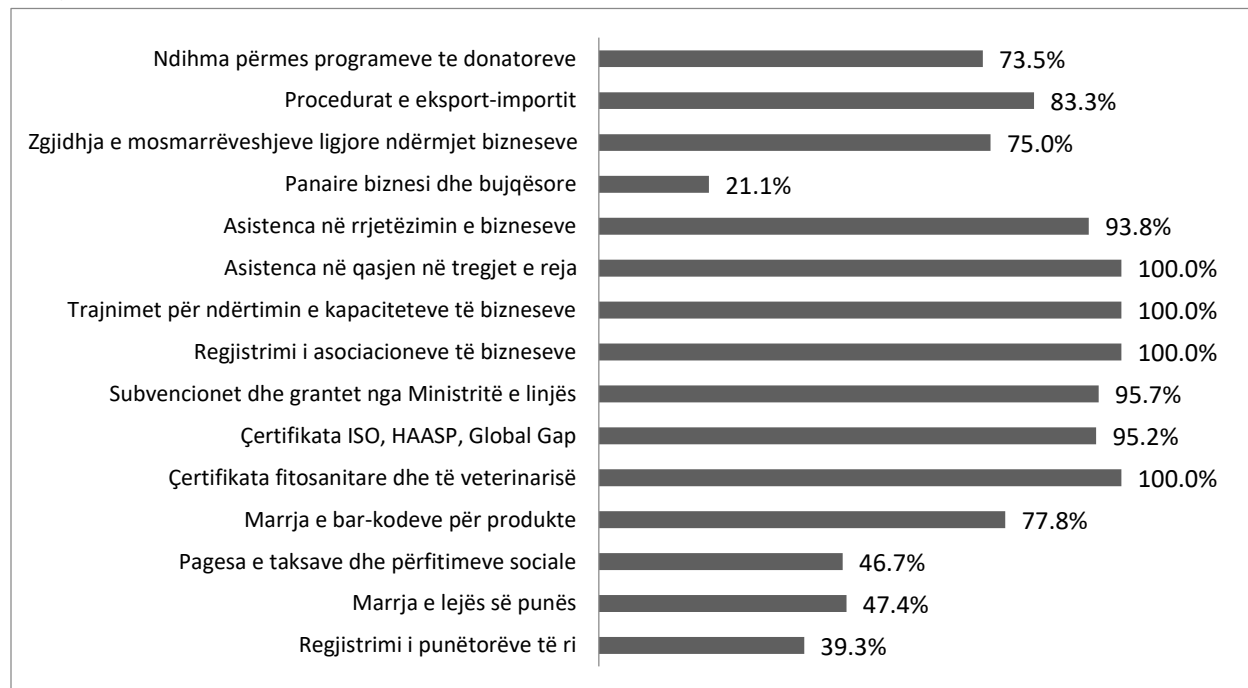 Ndihma përmes programeve te donatoreve 73.5%
Procedurat e eksport-importit 83.3%
Zgjidhja e mosmarrëveshjeve ligjore ndërmjet bizneseve 75.0%
Panaire biznesi dhe bujqësore 21.1%
Asistenca në rrjetëzimin e bizneseve 93.8%
Asistenca në qasjen në tregjet e reja 100.0%
Trajnimet për ndërtimin e kapaciteteve të bizneseve 100.0%
Regjistrimi i asociacioneve të bizneseve 100.0%
Subvencionet dhe grantet nga Ministritë e linjës 95.7%
Çertifikata ISO, HAASP, Global Gap 95.2%
Çertifikata fitosanitare dhe të veterinarisë 100.0%
Marrja e bar-kodeve për produkte 77.8%
Pagesa e taksave dhe përfitimeve sociale 46.7%
Marrja e lejës së punës 47.4%
Regjistrimi i punëtorëve të ri 39.3%